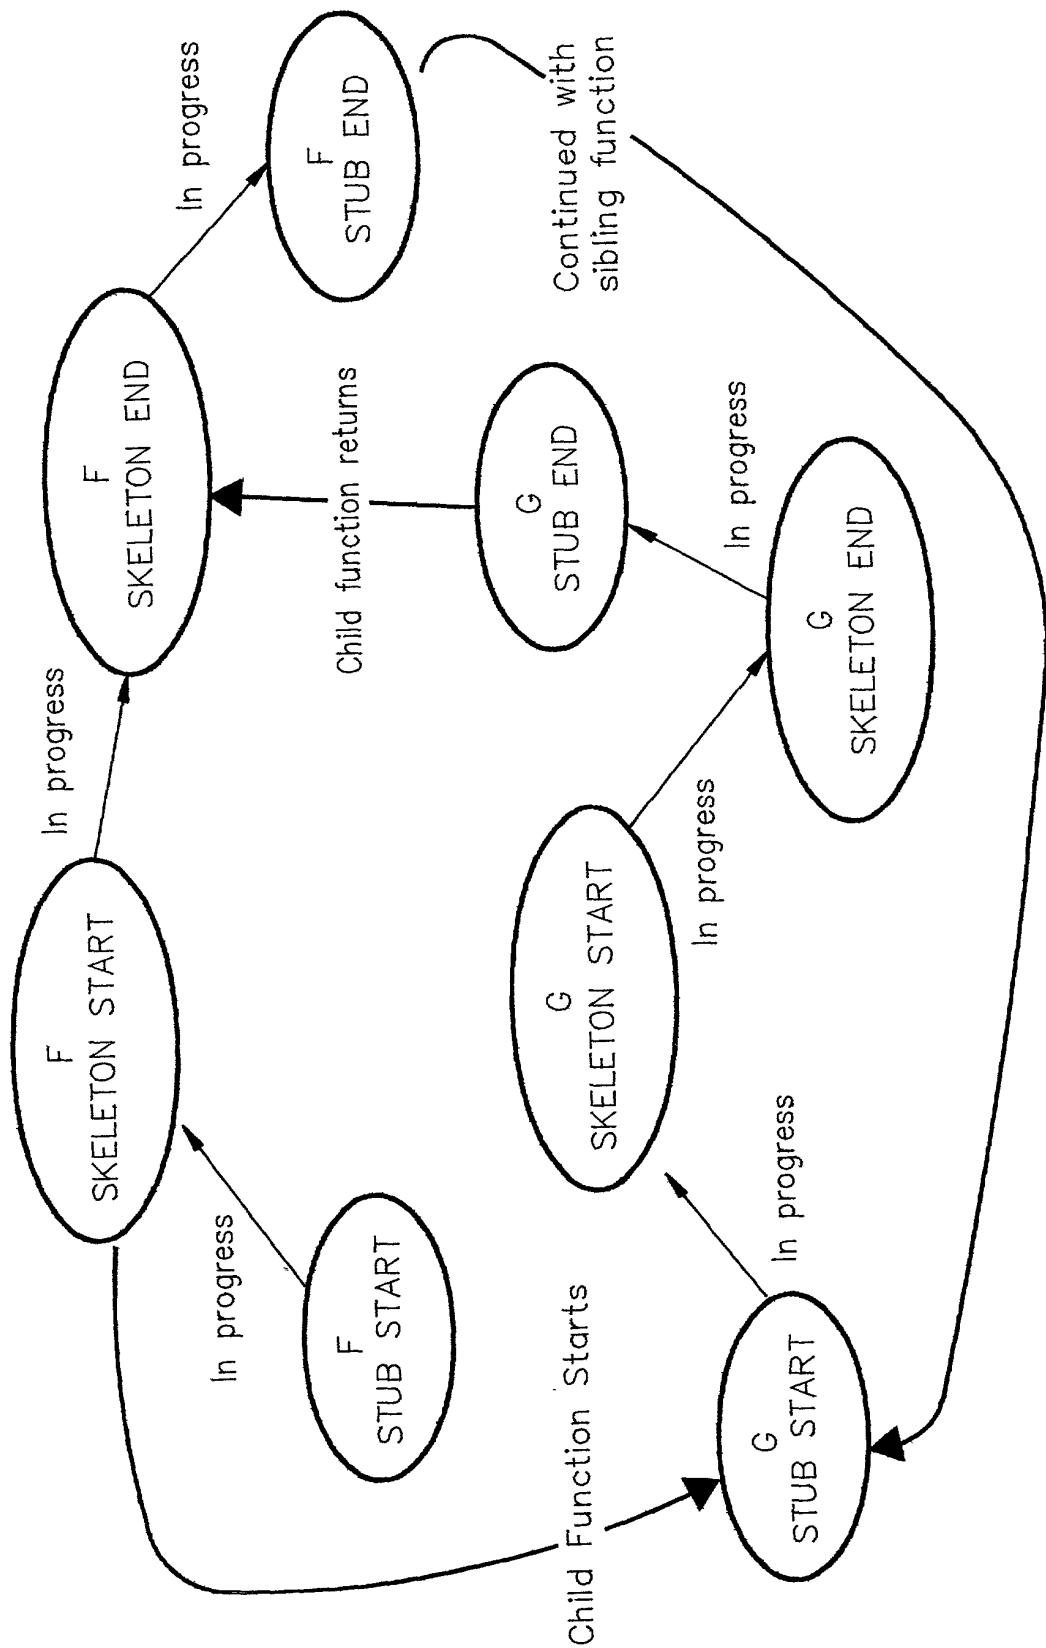 In progress
In progress
In progress
F
SKELETON START
F
SKELETON END
F
STUB START
F
STUB END
Child function returns
Continued with
sibling function
G
STUB END
G
SKELETON START
In progress
In progress
In progress
Child Function Starts
G
STUB START
G
SKELETON END